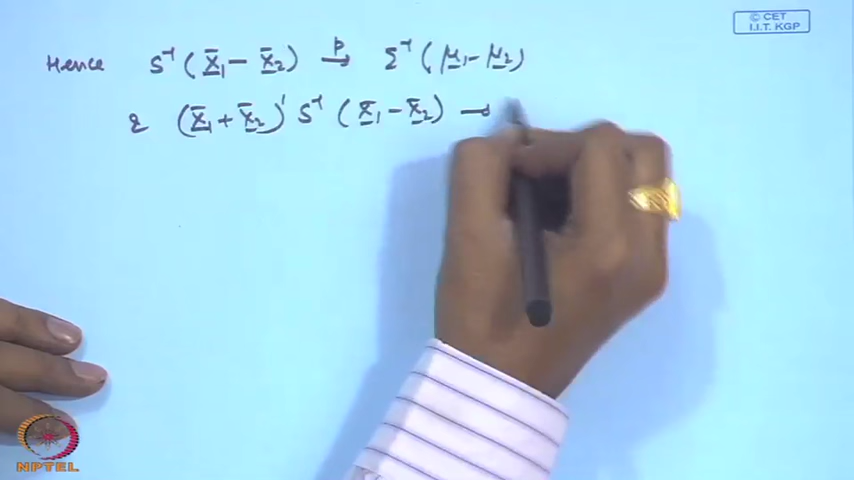 © CET
I.I.T. KGP
Hence S⁻¹ (X̄₁ − X̄₂) →ᵖ Σ⁻¹ (μ₁ − μ₂)
& (X̄₁ + X̄₂)' S⁻¹ (X̄₁ − X̄₂) →
NPTEL